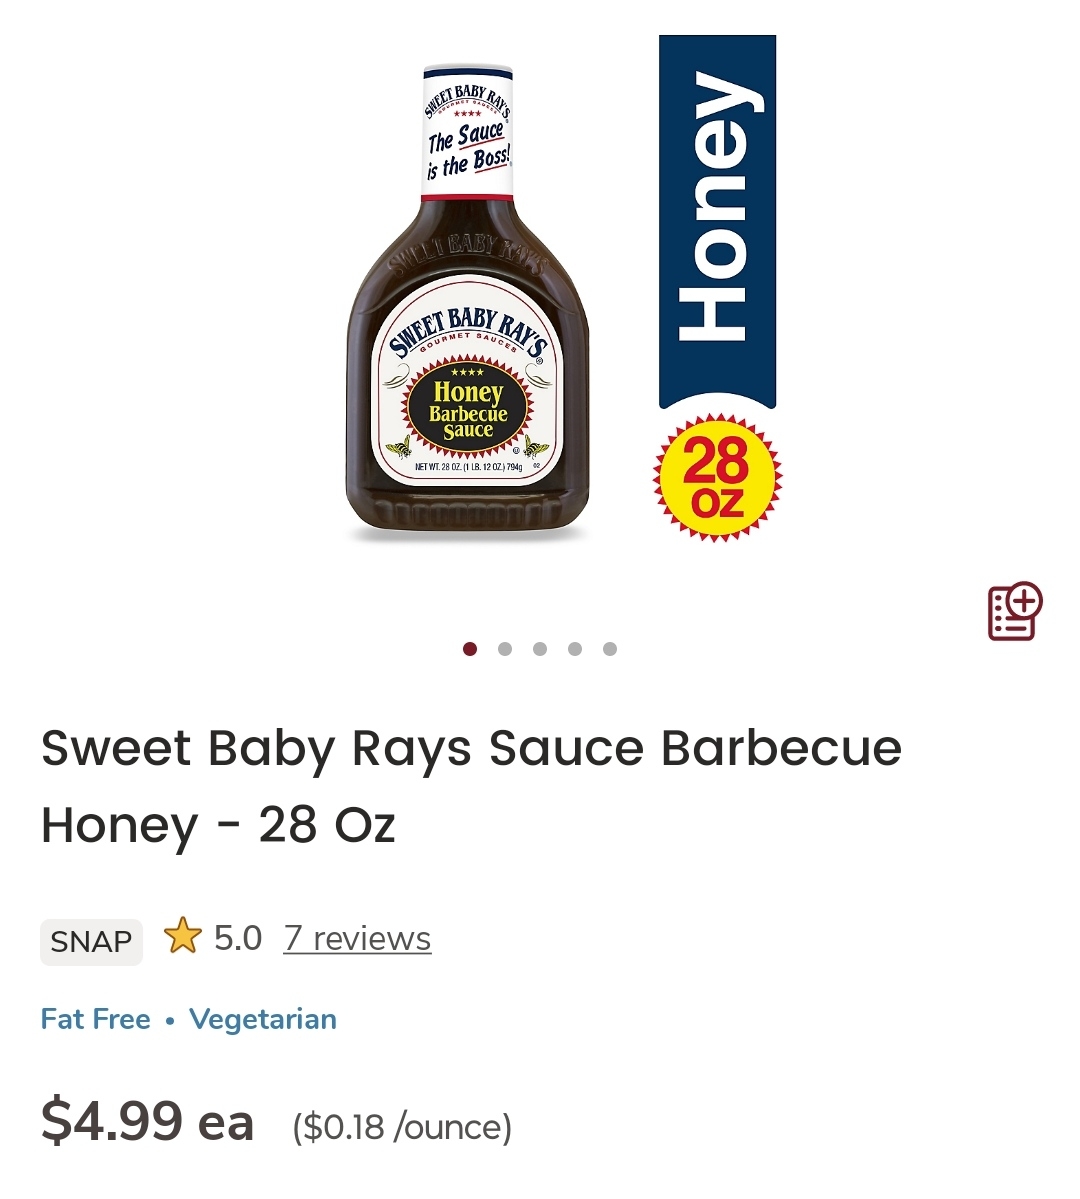 SWEET BABY RAY'S
GOURMET SAUCES
The Sauce
is the Boss!
SWEET BABY RAY'S
SWEET BABY RAY'S®
GOURMET SAUCES
Honey
Barbecue
Sauce
NET WT. 28 OZ. (1 LB. 12 OZ.) 794g
Honey
28
OZ
Sweet Baby Rays Sauce Barbecue
Honey - 28 Oz
SNAP 5.0 7 reviews
Fat Free • Vegetarian
$4.99 ea ($0.18 /ounce)